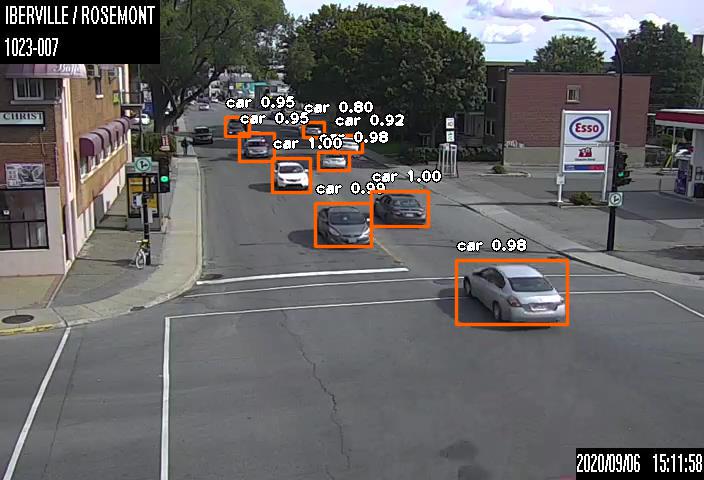 IBERVILLE / ROSEMONT
1023-007
car 0.95
car 0.80
car 0.95
car 0.92
0.98
car 1.00
car 0.99
car 1.00
car 0.98
CHRIST
Esso
2020/09/06 15:11:58